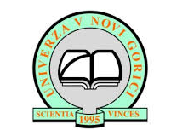 UNIVERZA V NOVI GORICI
SCIENTIA VINCES
1995